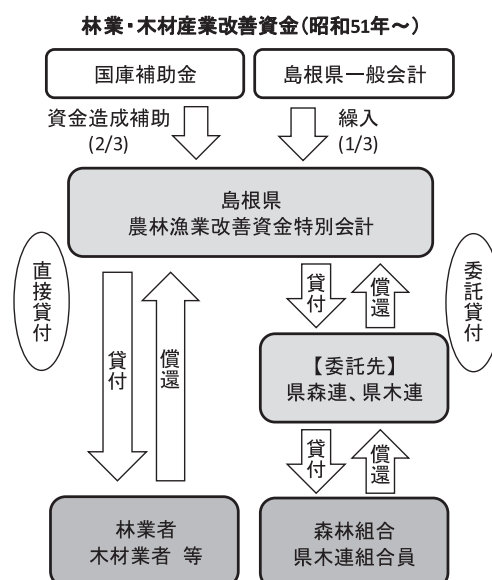 林業・木材産業改善資金(昭和51年～)
国庫補助金
島根県一般会計
資金造成補助
(2/3)
繰入
(1/3)
島根県
農林漁業改善資金特別会計
直接貸付
委託貸付
貸付
償還
貸付
償還
【委託先】
県森連、県木連
貸付
償還
林業者
木材業者 等
森林組合
県木連組合員